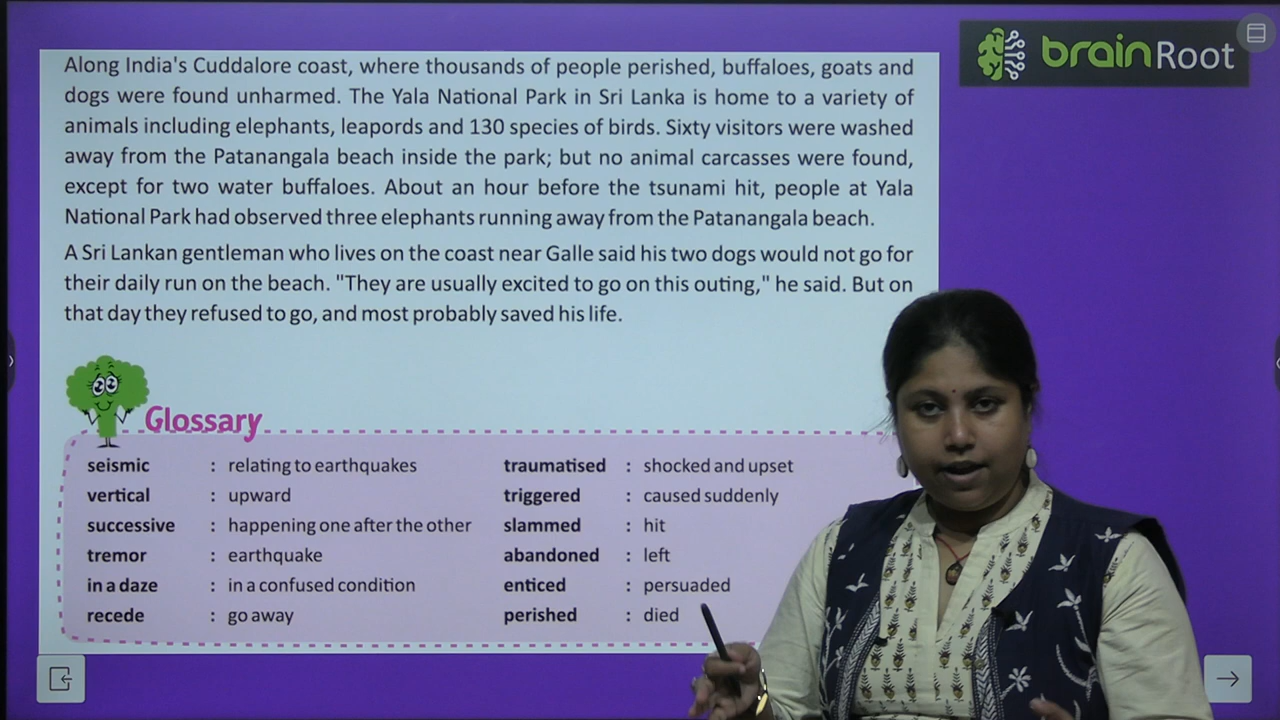 brainRoot
Along India's Cuddalore coast, where thousands of people perished, buffaloes, goats and
dogs were found unharmed. The Yala National Park in Sri Lanka is home to a variety of
animals including elephants, leapords and 130 species of birds. Sixty visitors were washed
away from the Patanangala beach inside the park; but no animal carcasses were found,
except for two water buffaloes. About an hour before the tsunami hit, people at Yala
National Park had observed three elephants running away from the Patanangala beach.
A Sri Lankan gentleman who lives on the coast near Galle said his two dogs would not go for
their daily run on the beach. "They are usually excited to go on this outing," he said. But on
that day they refused to go, and most probably saved his life.
Glossary
seismic : relating to earthquakes
vertical : upward
successive : happening one after the other
tremor : earthquake
in a daze : in a confused condition
recede : go away
traumatised : shocked and upset
triggered : caused suddenly
slammed : hit
abandoned : left
enticed : persuaded
perished : died